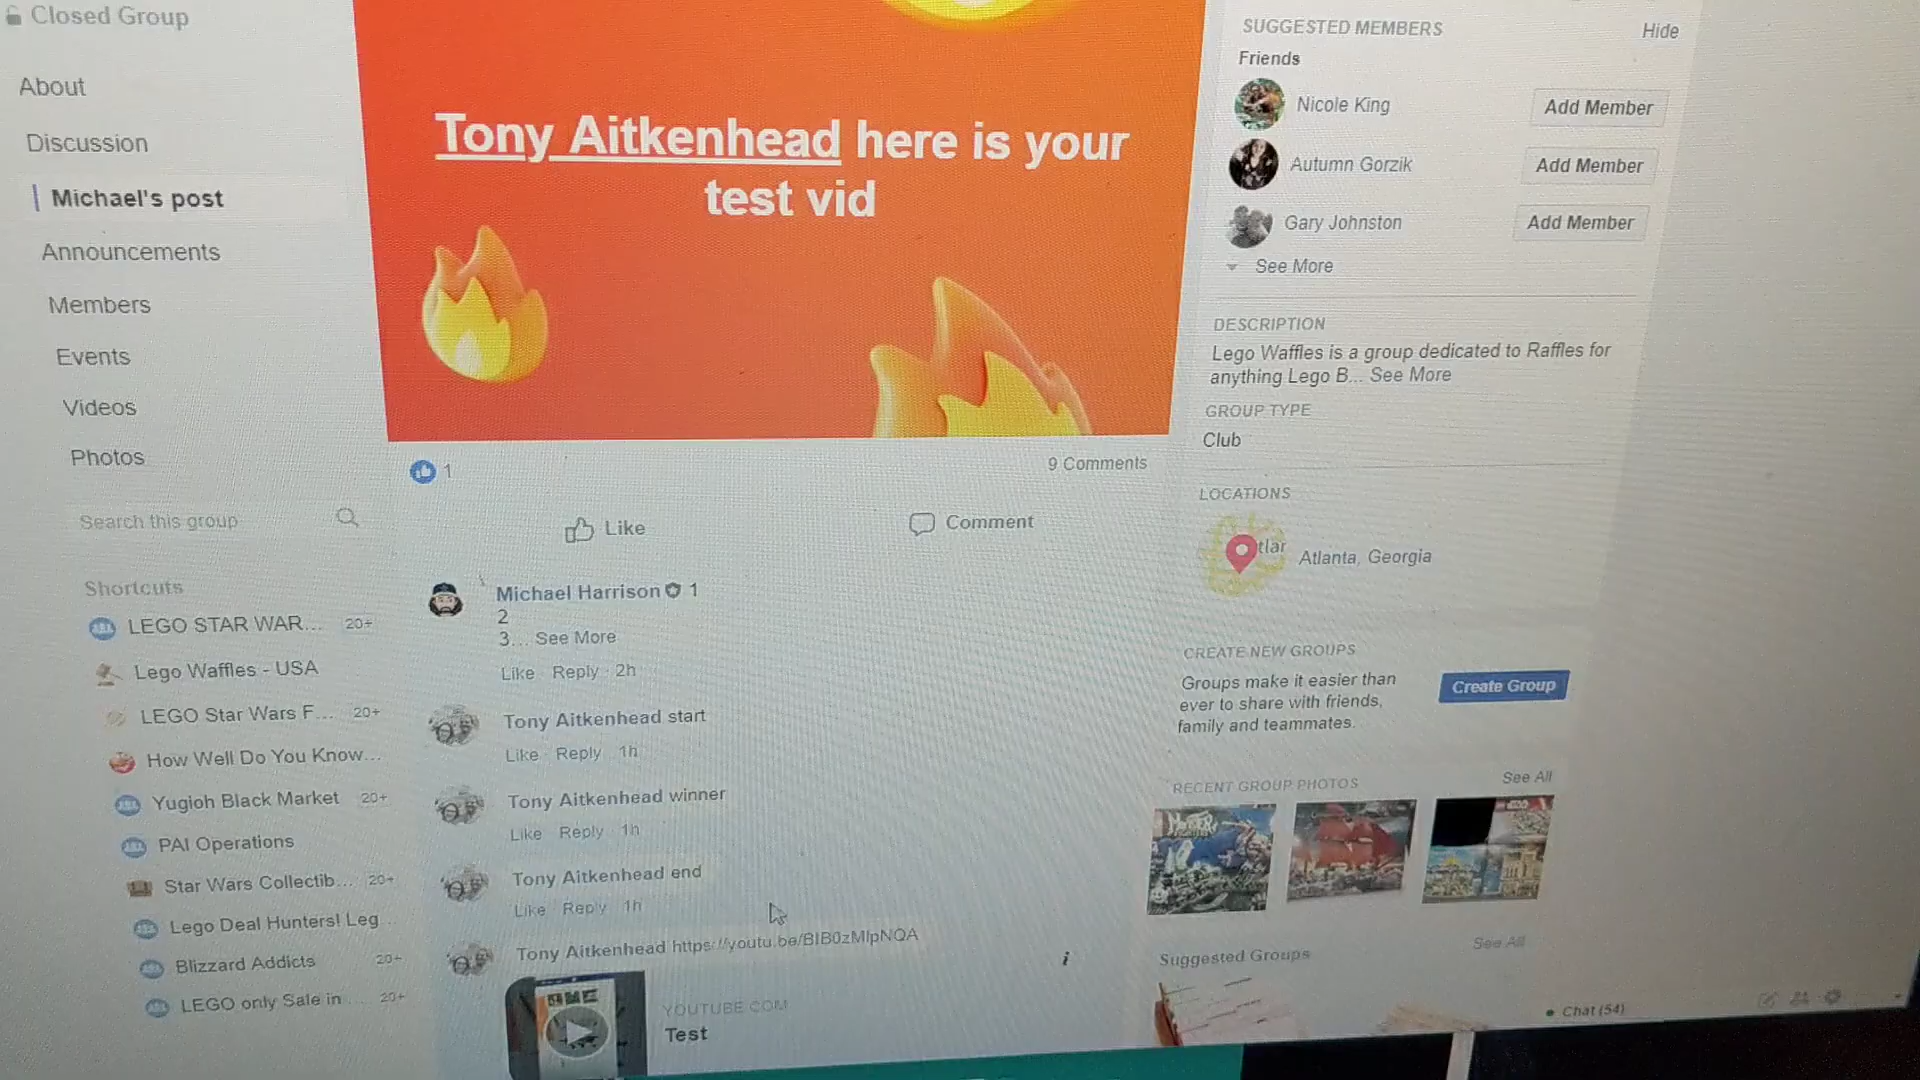 Closed Group
About
Discussion
Michael's post
Announcements
Members
Events
Videos
Photos
Search this group
Shortcuts
LEGO STAR WAR... 20+
Lego Waffles - USA
LEGO Star Wars F... 20+
How Well Do You Know...
Yugioh Black Market 20+
PAI Operations
Star Wars Collectib... 20+
Lego Deal Hunters! Leg...
Blizzard Addicts 20+
LEGO only Sale in ... 20+
Tony Aitkenhead here is your
test vid
1
9 Comments
Like
Comment
Michael Harrison 1
2
3... See More
Like Reply · 2h
Tony Aitkenhead start
Like · Reply · 1h
Tony Aitkenhead winner
Like · Reply · 1h
Tony Aitkenhead end
Like · Reply · 1h
Tony Aitkenhead https://youtu.be/BIB0zMlpNQA
YOUTUBE.COM
Test
i
SUGGESTED MEMBERS
Hide
Friends
Nicole King
Add Member
Autumn Gorzik
Add Member
Gary Johnston
Add Member
See More
DESCRIPTION
Lego Waffles is a group dedicated to Raffles for
anything Lego B... See More
GROUP TYPE
Club
LOCATIONS
tlar
Atlanta, Georgia
CREATE NEW GROUPS
Groups make it easier than
ever to share with friends,
family and teammates.
Create Group
RECENT GROUP PHOTOS
See All
Suggested Groups
See All
Chat (54)